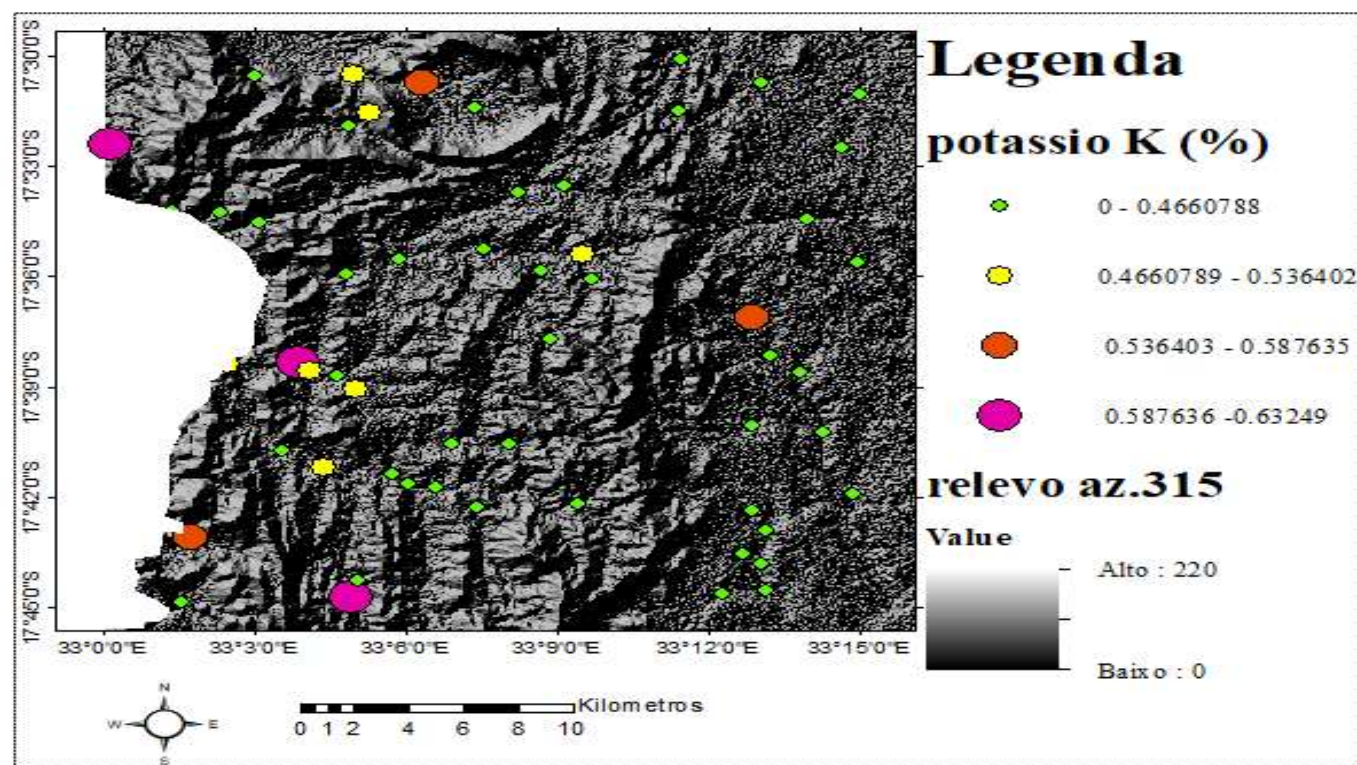 Legenda
potassio K (%)
0 - 0.4660788
0.4660789 - 0.536402
0.536403 - 0.587635
0.587636 -0.63249
relevo az.315
Value
Alto : 220
Baixo : 0
17°30'0"S
17°33'0"S
17°36'0"S
17°39'0"S
17°42'0"S
17°45'0"S
33°0'0"E
33°3'0"E
33°6'0"E
33°9'0"E
33°12'0"E
33°15'0"E
N
W E
S
Kilometros
0 1 2 4 6 8 10